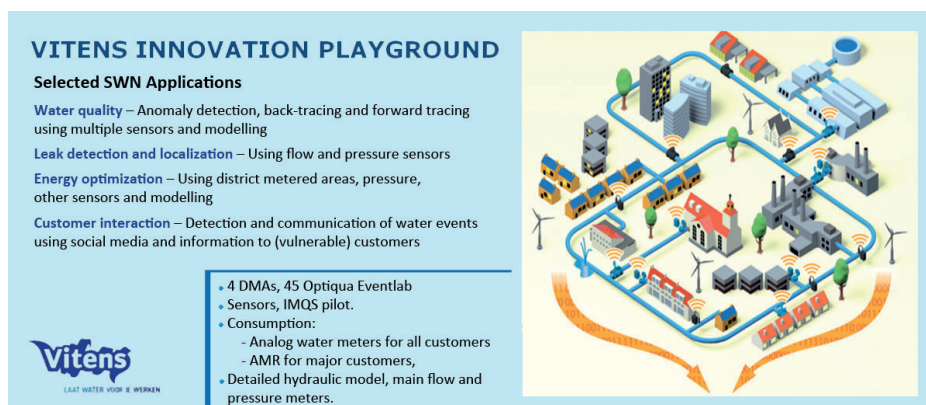 VITENS INNOVATION PLAYGROUND
Selected SWN Applications
Water quality – Anomaly detection, back-tracing and forward tracing
using multiple sensors and modelling
Leak detection and localization – Using flow and pressure sensors
Energy optimization – Using district metered areas, pressure,
other sensors and modelling
Customer interaction – Detection and communication of water events
using social media and information to (vulnerable) customers
• 4 DMAs, 45 Optiqua Eventlab
• Sensors, IMQS pilot.
• Consumption:
- Analog water meters for all customers
- AMR for major customers,
• Detailed hydraulic model, main flow and
pressure meters.
Vitens
LAAT WATER VOOR JE WERKEN